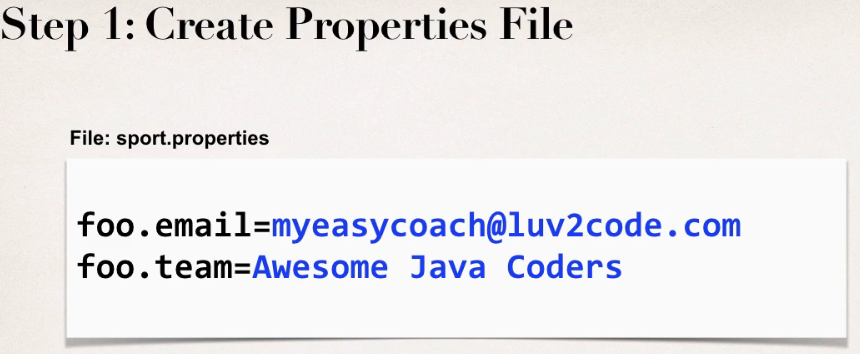 Step 1: Create Properties File
File: sport.properties
foo.email=myeasycoach@luv2code.com
foo.team=Awesome Java Coders